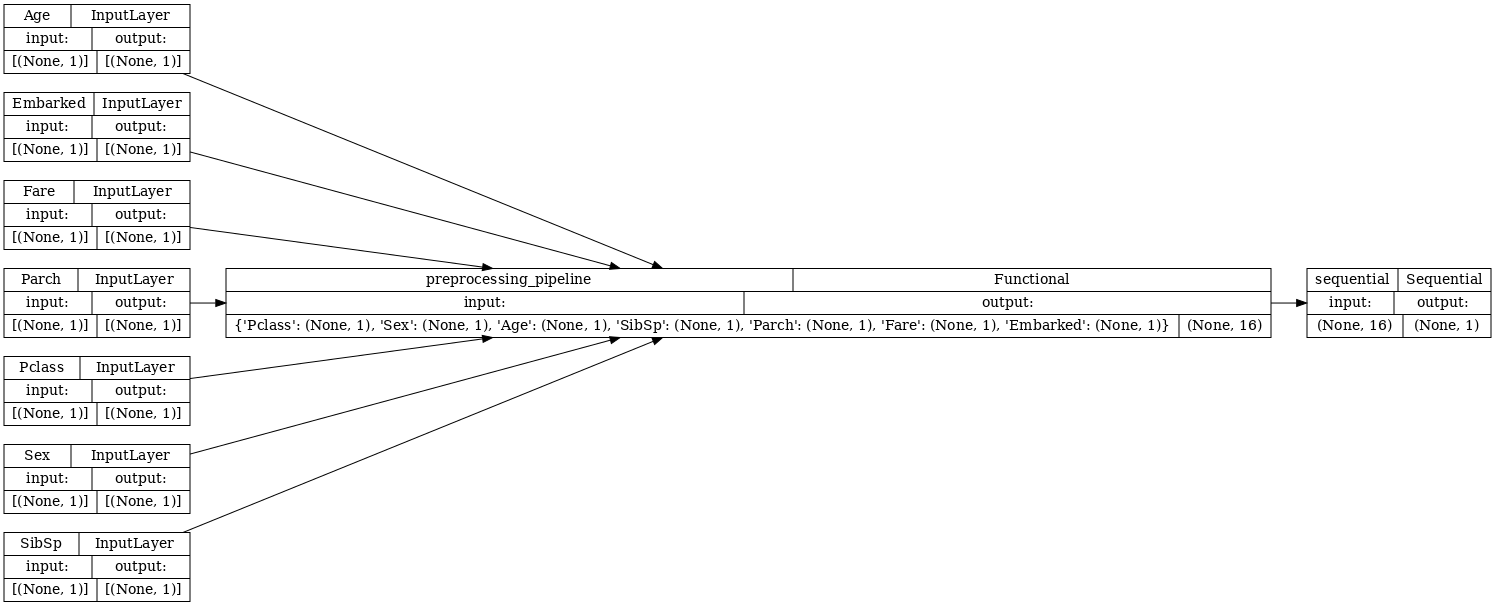 Age InputLayer
input: output:
[(None, 1)] [(None, 1)]
Embarked InputLayer
input: output:
[(None, 1)] [(None, 1)]
Fare InputLayer
input: output:
[(None, 1)] [(None, 1)]
Parch InputLayer
input: output:
[(None, 1)] [(None, 1)]
Pclass InputLayer
input: output:
[(None, 1)] [(None, 1)]
Sex InputLayer
input: output:
[(None, 1)] [(None, 1)]
SibSp InputLayer
input: output:
[(None, 1)] [(None, 1)]
preprocessing_pipeline Functional
input: output:
{'Pclass': (None, 1), 'Sex': (None, 1), 'Age': (None, 1), 'SibSp': (None, 1), 'Parch': (None, 1), 'Fare': (None, 1), 'Embarked': (None, 1)} (None, 16)
sequential Sequential
input: output:
(None, 16) (None, 1)